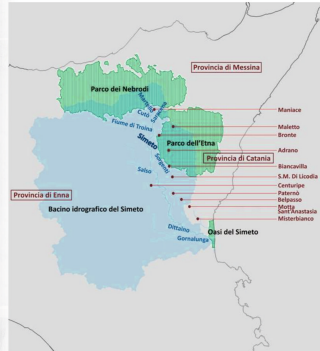 Provincia di Messina
Parco dei Nebrodi
Cutò
Fiume di Troina
Simeto
Salso
Maniace
Maletto
Bronte
Parco dell'Etna
Adrano
Provincia di Catania
Biancavilla
S.M. Di Licodia
Centuripe
Provincia di Enna
Paternò
Belpasso
Bacino idrografico del Simeto
Motta
Sant'Anastasia
Misterbianco
Dittaino
Gornalunga
Oasi del Simeto